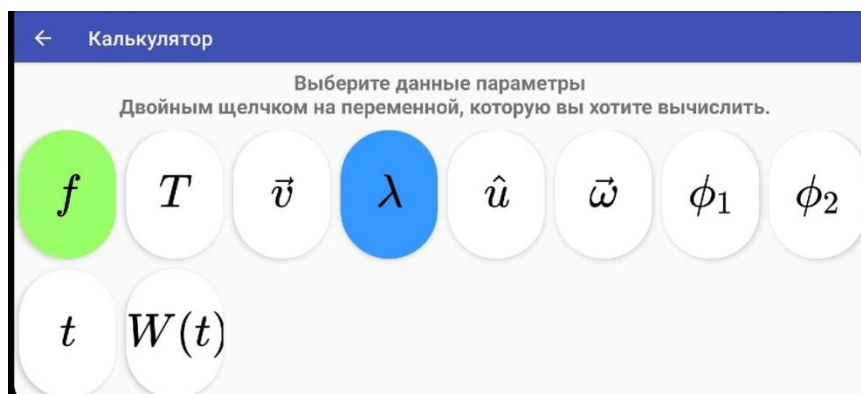 ← Калькулятор
Выберите данные параметры
Двойным щелчком на переменной, которую вы хотите вычислить.
f T v⃗ λ û ω⃗ ϕ₁ ϕ₂
t W(t)